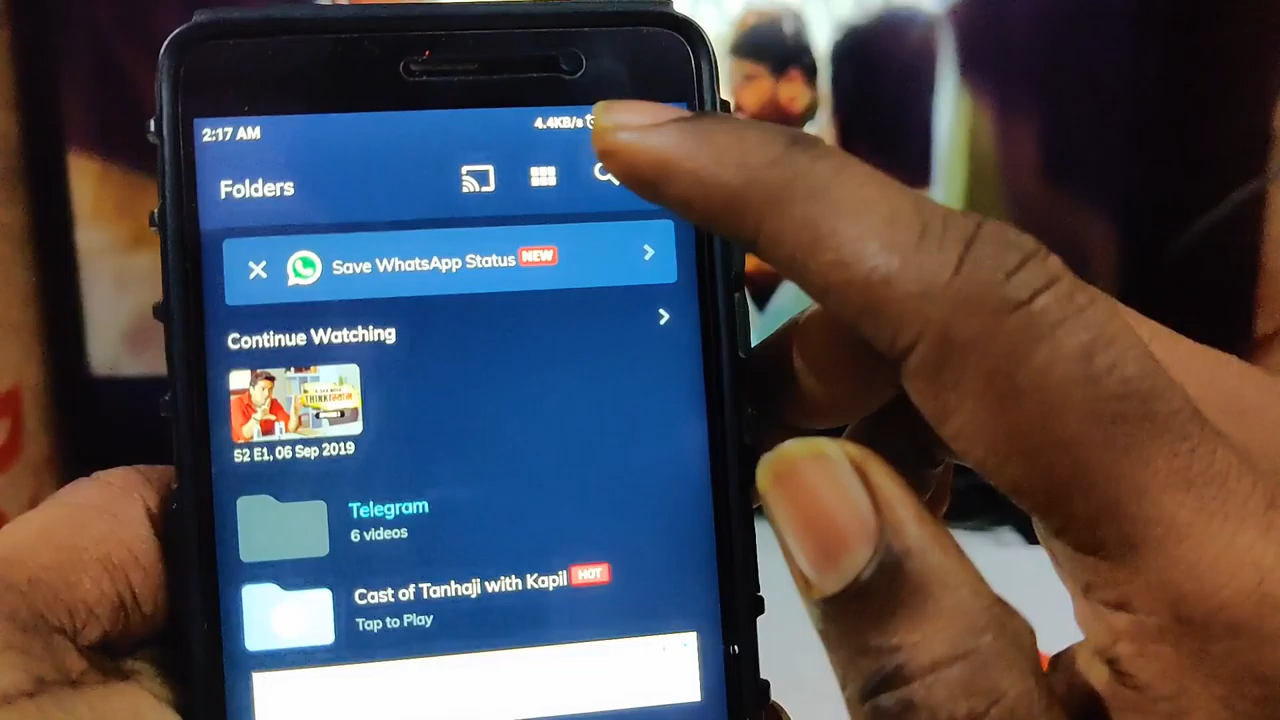 2:17 AM
4.4KB/s
Folders
Save WhatsApp Status NEW
Continue Watching
S2 E1, 06 Sep 2019
Telegram
6 videos
Cast of Tanhaji with Kapil HOT
Tap to Play